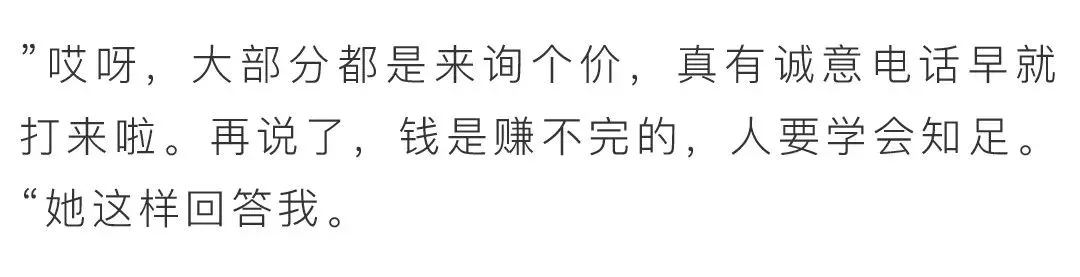 ”哎呀，大部分都是来询个价，真有诚意电话早就
打来啦。再说了，钱是赚不完的，人要学会知足。
“她这样回答我。